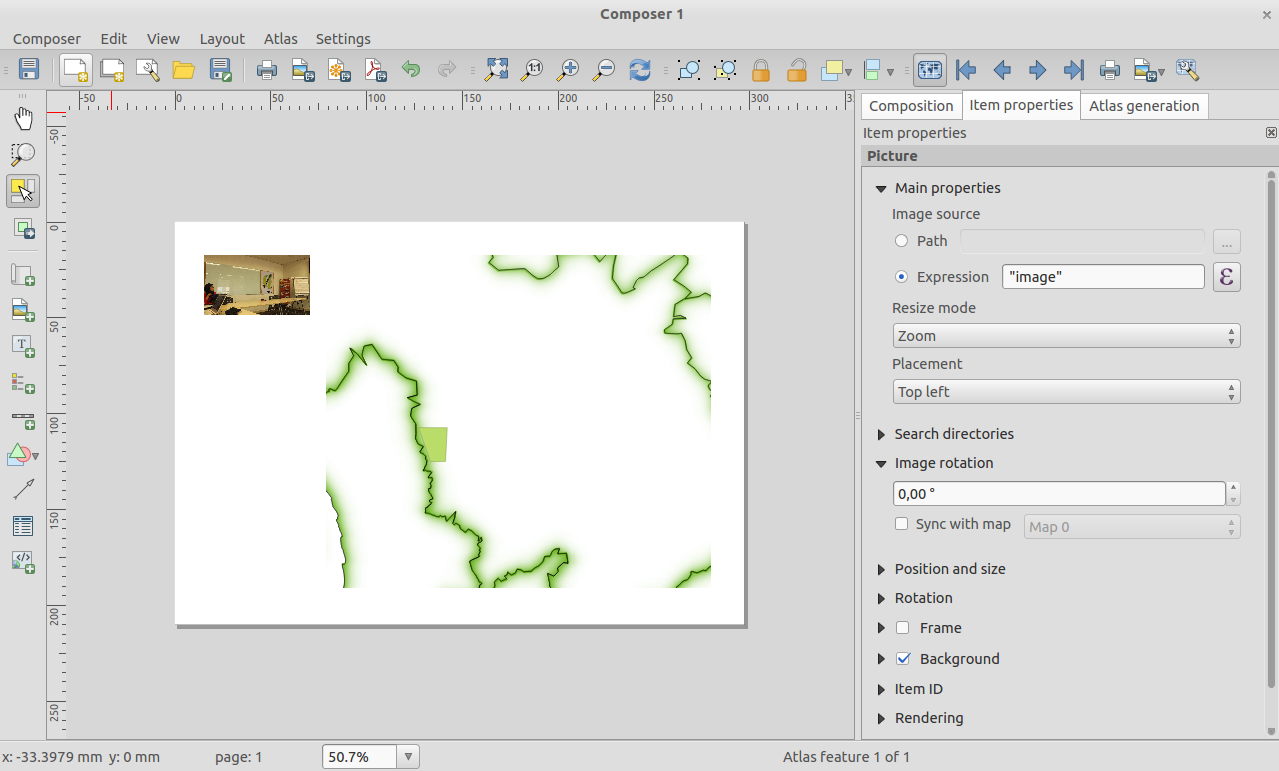 Composer 1
Composer Edit View Layout Atlas Settings
1:1
-50 0 50 100 150 200 250 300
Composition Item properties Atlas generation
Item properties
Picture
Main properties
Image source
Path ...
Expression "image" ε
Resize mode
Zoom
Placement
Top left
Search directories
Image rotation
0,00 °
Sync with map Map 0
Position and size
Rotation
Frame
Background
Item ID
Rendering
-50
0
50
100
150
200
250
T
x: -33.3979 mm y: 0 mm page: 1 50.7% Atlas feature 1 of 1